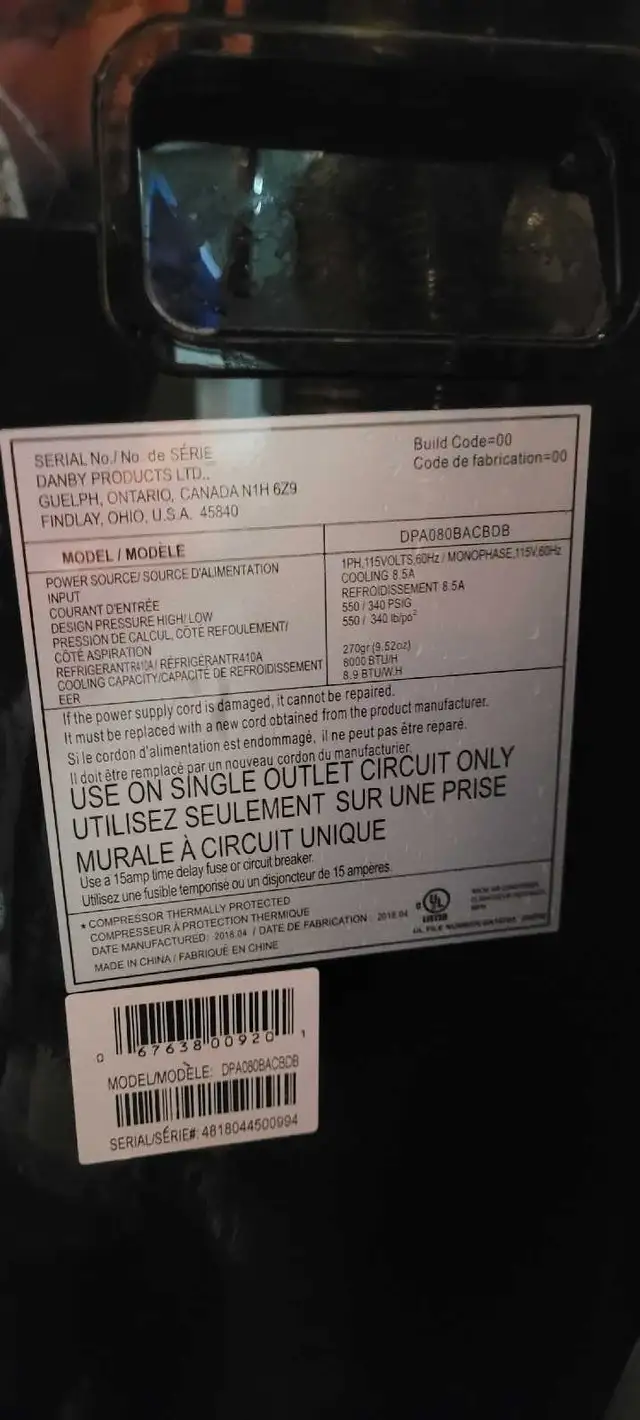 SERIAL No./ No. de SÉRIE
DANBY PRODUCTS LTD.,
GUELPH, ONTARIO, CANADA N1H 6Z9
FINDLAY, OHIO, U.S.A. 45840
Build Code=00
Code de fabrication=00
MODEL / MODÈLE
DPA080BACBDB
POWER SOURCE/ SOURCE D'ALIMENTATION
1PH,115VOLTS,60Hz / MONOPHASE,115V,60Hz
INPUT
COOLING 8.5A
COURANT D'ENTRÉE
REFROIDISSEMENT 8.5A
DESIGN PRESSURE HIGH/ LOW
550 / 340 PSIG
PRESSION DE CALCUL, CÔTÉ REFOULEMENT/
550 / 340 lb/po²
CÔTÉ ASPIRATION
REFRIGERANTR410A/ RÉFRIGÉRANTR410A
270gr (9.52oz)
COOLING CAPACITY/CAPACITÉ DE REFROIDISSEMENT
8000 BTU/H
EER
8.9 BTU/W.H
If the power supply cord is damaged, it cannot be repaired.
It must be replaced with a new cord obtained from the product manufacturer.
Si le cordon d'alimentation est endommagé, il ne peut pas être reparé.
Il doit être remplacé par un nouveau cordon du manufacturier.
USE ON SINGLE OUTLET CIRCUIT ONLY
UTILISEZ SEULEMENT SUR UNE PRISE
MURALE À CIRCUIT UNIQUE
Use a 15amp time delay fuse or circuit breaker.
Utilisez une fusible temporisé ou un disjoncteur de 15 ampères.
* COMPRESSOR THERMALLY PROTECTED
COMPRESSEUR À PROTECTION THERMIQUE
DATE MANUFACTURED: 2018.04 / DATE DE FABRICATION : 2018.04
MADE IN CHINA / FABRIQUÉ EN CHINE
UL
LISTED
0 67638 00920 1
MODEL/MODÈLE: DPA080BACBDB
SERIAL/SÉRIE#: 4818044500994